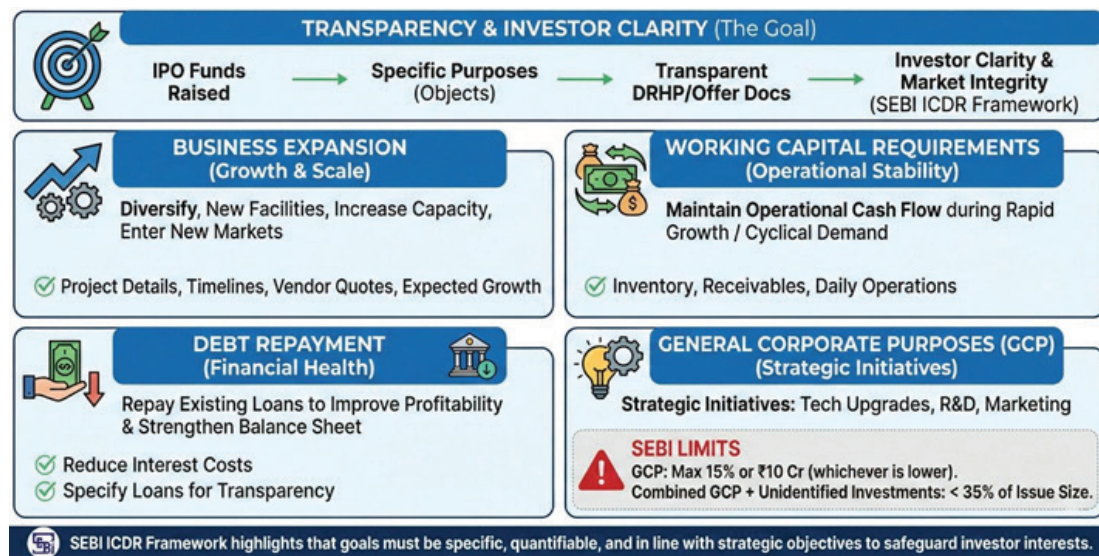 TRANSPARENCY & INVESTOR CLARITY (The Goal)
IPO Funds
Raised
Specific Purposes
(Objects)
Transparent
DRHP/Offer Docs
Investor Clarity &
Market Integrity
(SEBI ICDR Framework)
BUSINESS EXPANSION
(Growth & Scale)
Diversify, New Facilities, Increase Capacity,
Enter New Markets
Project Details, Timelines, Vendor Quotes, Expected Growth
WORKING CAPITAL REQUIREMENTS
(Operational Stability)
Maintain Operational Cash Flow during Rapid
Growth / Cyclical Demand
Inventory, Receivables, Daily Operations
DEBT REPAYMENT
(Financial Health)
Repay Existing Loans to Improve Profitability
& Strengthen Balance Sheet
Reduce Interest Costs
Specify Loans for Transparency
GENERAL CORPORATE PURPOSES (GCP)
(Strategic Initiatives)
Strategic Initiatives: Tech Upgrades, R&D, Marketing
SEBI LIMITS
GCP: Max 15% or ₹10 Cr (whichever is lower).
Combined GCP + Unidentified Investments: < 35% of Issue Size.
SEBI ICDR Framework highlights that goals must be specific, quantifiable, and in line with strategic objectives to safeguard investor interests.